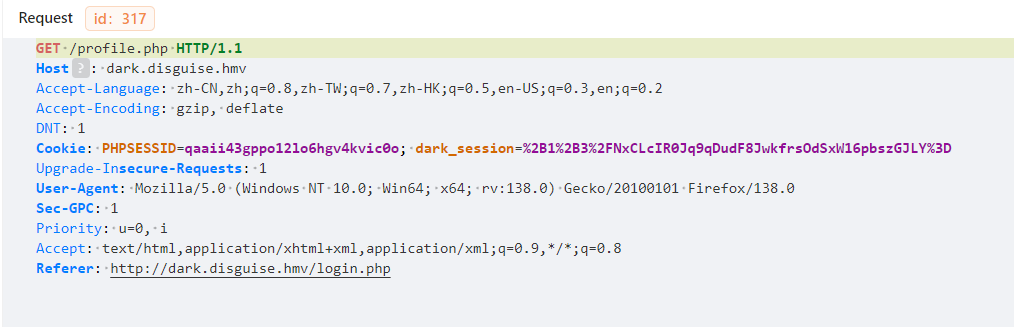 Request id: 317
GET /profile.php HTTP/1.1
Host ? : dark.disguise.hmv
Accept-Language: zh-CN,zh;q=0.8,zh-TW;q=0.7,zh-HK;q=0.5,en-US;q=0.3,en;q=0.2
Accept-Encoding: gzip, deflate
DNT: 1
Cookie: PHPSESSID=qaaii43gppo12lo6hgv4kvic0o; dark_session=%2B1%2B3%2FNxCLcIR0Jq9qDudF8JwkfrsOdSxW16pbszGJLY%3D
Upgrade-Insecure-Requests: 1
User-Agent: Mozilla/5.0 (Windows NT 10.0; Win64; x64; rv:138.0) Gecko/20100101 Firefox/138.0
Sec-GPC: 1
Priority: u=0, i
Accept: text/html,application/xhtml+xml,application/xml;q=0.9,*/*;q=0.8
Referer: http://dark.disguise.hmv/login.php